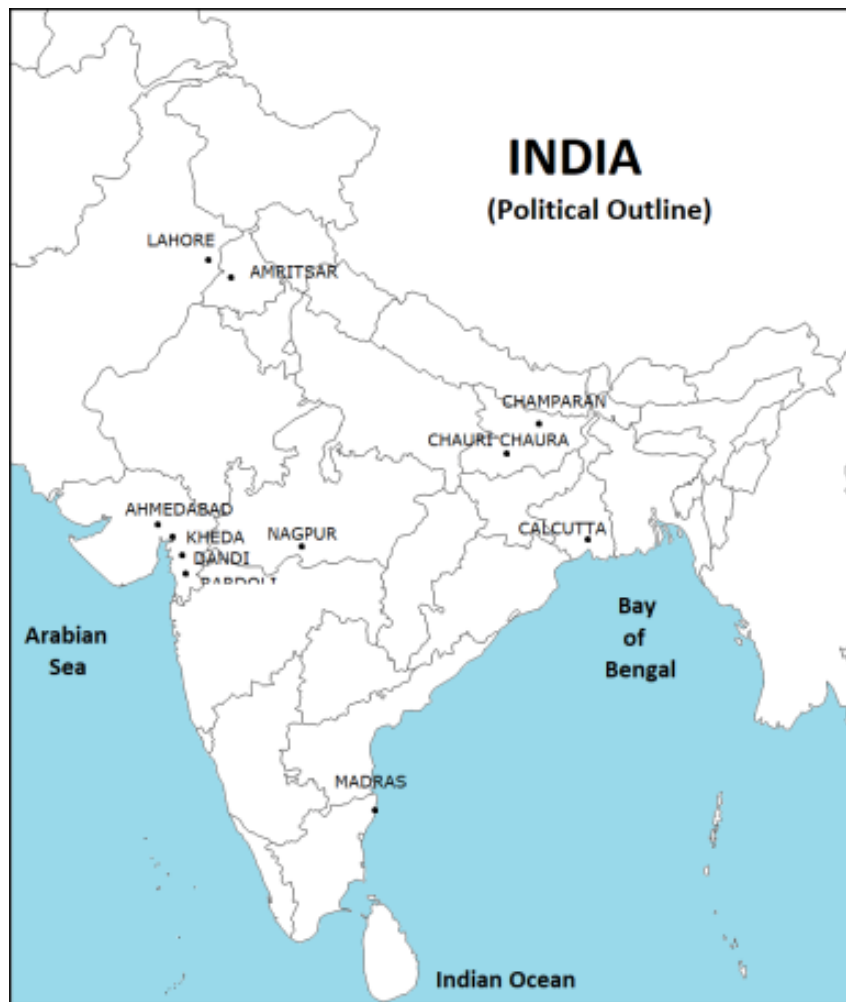 INDIA
(Political Outline)
LAHORE
AMRITSAR
CHAMPARAN
CHAURI CHAURA
AHMEDABAD
KHEDA
NAGPUR
CALCUTTA
DANDI
BARDOLI
Arabian
Sea
Bay
of
Bengal
MADRAS
Indian Ocean